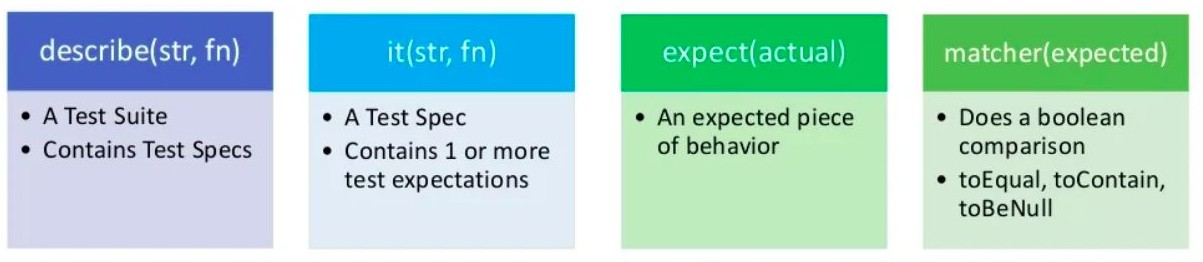 describe(str, fn)
• A Test Suite
• Contains Test Specs
it(str, fn)
• A Test Spec
• Contains 1 or more
test expectations
expect(actual)
• An expected piece
of behavior
matcher(expected)
• Does a boolean
comparison
• toEqual, toContain,
toBeNull